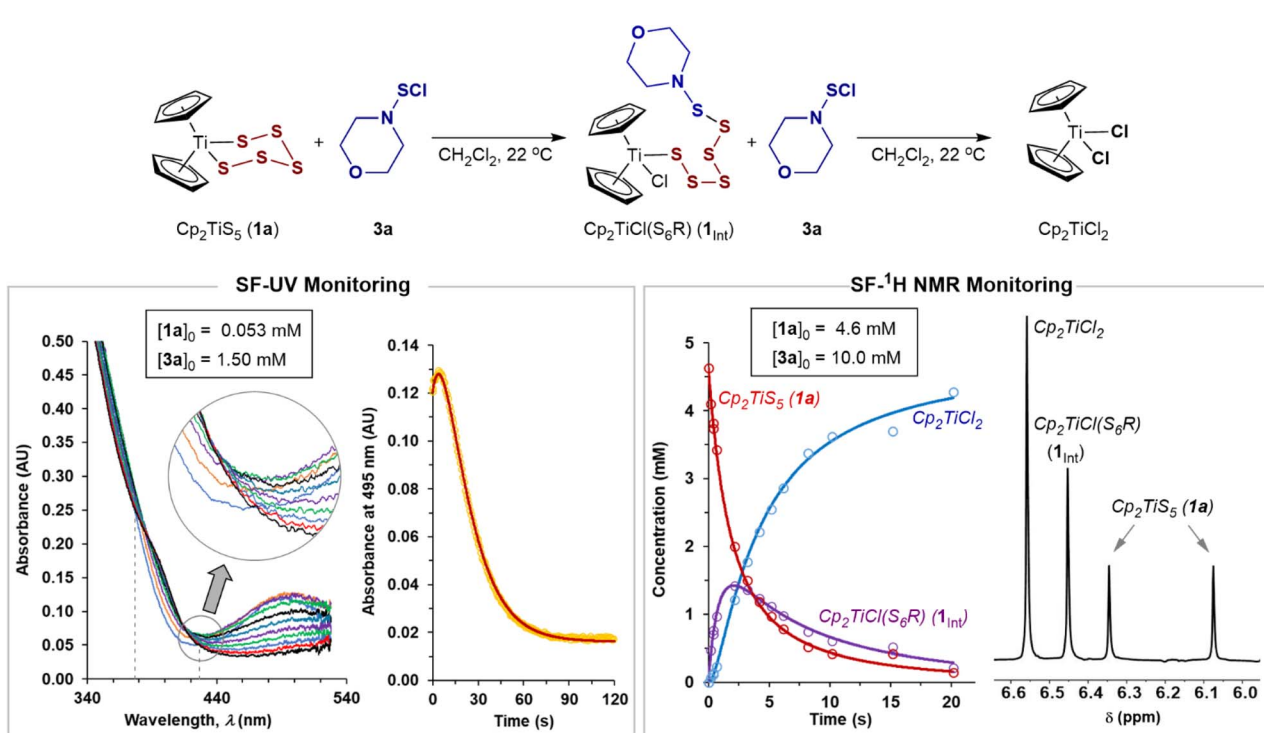 O
N
SCl
Ti
S
S
S
S
S
+
N
SCl
O
CH2Cl2, 22 °C
N
S
S
Ti
Cl
S
S
S
S
+
N
SCl
O
CH2Cl2, 22 °C
Ti
Cl
Cl
Cp2TiS5 (1a)
3a
Cp2TiCl(S6R) (1Int)
3a
Cp2TiCl2
SF-UV Monitoring
[1a]0 = 0.053 mM
[3a]0 = 1.50 mM
Absorbance (AU)
0.50
0.45
0.40
0.35
0.30
0.25
0.20
0.15
0.10
0.05
0.00
340
440
540
Wavelength, λ (nm)
Absorbance at 495 nm (AU)
0.14
0.12
0.10
0.08
0.06
0.04
0.02
0.00
0
30
60
90
120
Time (s)
SF-1H NMR Monitoring
[1a]0 = 4.6 mM
[3a]0 = 10.0 mM
Concentration (mM)
5
4
3
2
1
0
Cp2TiS5 (1a)
Cp2TiCl2
Cp2TiCl(S6R) (1Int)
0
5
10
15
20
Time (s)
Cp2TiCl2
Cp2TiCl(S6R)
(1Int)
Cp2TiS5 (1a)
6.6
6.5
6.4
6.3
6.2
6.1
6.0
δ (ppm)